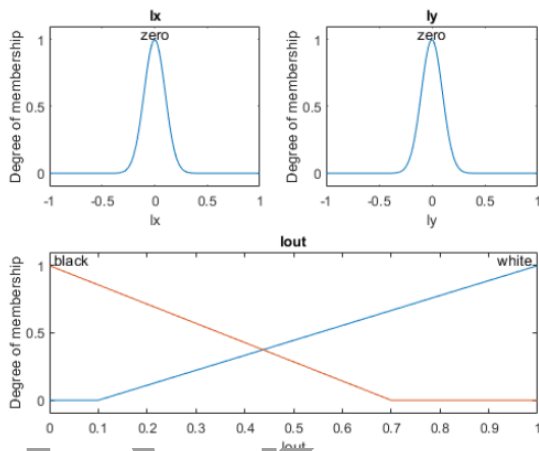 Ix
Iy
zero
zero
Degree of membership
Degree of membership
1
0.5
0
1
0.5
0
-1 -0.5 0 0.5 1
-1 -0.5 0 0.5 1
Ix
Iy
Iout
black
white
Degree of membership
1
0.5
0
0 0.1 0.2 0.3 0.4 0.5 0.6 0.7 0.8 0.9 1
Iout